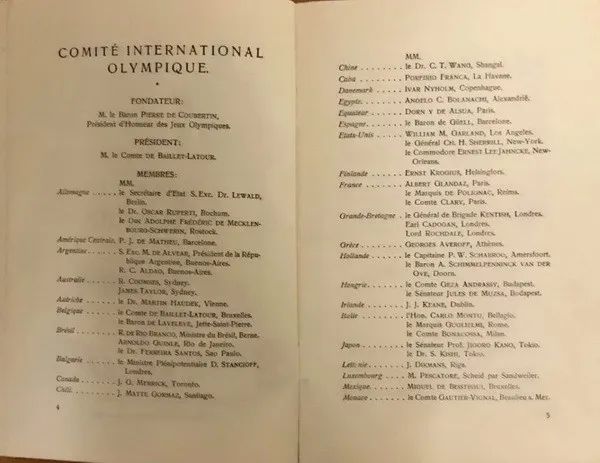 COMITÉ INTERNATIONAL
OLYMPIQUE.
FONDATEUR:
M. le Baron PIERRE DE COUBERTIN,
Président d'Honneur des Jeux Olympiques.
PRÉSIDENT:
M. le Comte DE BAILLET-LATOUR.
MEMBRES:
MM.
Allemagne ...... le Secrétaire d'Etat S. Exc. Dr. LEWALD,
Berlin.
le Dr. OSCAR RUPERTI, Bochum.
le Duc ADOLPHE FRÉDÉRIC DE MECKLEN-
BOURG-SCHWERIN, Rostock.
Amérique Centrale. P. J. DE MATHEU, Barcelone.
Argentine ...... S. Exc. M. DE ALVEAR, Président de la Répu-
blique Argentine, Buenos-Aires.
R. C. ALDAO, Buenos-Aires.
Australie ...... R. COOMBES, Sydney.
JAMES TAYLOR, Sydney.
Autriche ...... le Dr. MARTIN HAUDEK, Vienne.
Belgique ...... le Comte DE BAILLET-LATOUR, Bruxelles.
le Baron DE LAVELEYE, Jette-Saint-Pierre.
Brésil ...... R. DE RIO-BRANCO, Ministre du Brésil, Berne.
ARNOLDO GUINLE, Rio de Janeiro.
le Dr. FERREIRA SANTOS, Sao Paulo.
Bulgarie ...... le Ministre Plénipotentiaire D. STANCIOFF,
Londres.
Canada ...... J. G. MERRICK, Toronto.
Chili ...... J. MATTE GORMAZ, Santiago.
4
MM.
Chine ...... le Dr. C. T. WANG, Shangaï.
Cuba ...... PORFIRIO FRANCA, La Havane.
Danemark ...... IVAR NYHOLM, Copenhague.
Egypte ...... ANGELO C. BOLANACHI, Alexandrie.
Equateur ...... DORN Y DE ALSUA, Paris.
Espagne ...... le Baron DE GÜELL, Barcelone.
Etats-Unis ...... WILLIAM M. GARLAND, Los Angeles.
le Général CH. H. SHERRILL, New-York.
le Commodore ERNEST LEE JAHNCKE, New-
Orleans.
Finlande ...... ERNST KROGIUS, Helsingfors.
France ...... ALBERT GLANDAZ, Paris.
le Marquis DE POLIGNAC, Reims.
le Comte CLARY, Paris.
Grande-Bretagne . le Général de Brigade KENTISH, Londres.
Earl CADOGAN, Londres.
Lord ROCHDALE, Londres.
Grèce ...... GEORGES AVEROFF, Athènes.
Hollande ...... le Capitaine P. W. SCHARROO, Amersfoort.
le Baron A. SCHIMMELPENNINCK VAN DER
OYE, Doorn.
Hongrie ...... le Comte GEZA ANDRASSY, Budapest.
le Sénateur JULES DE MUZSA, Budapest.
Irlande ...... J. J. KEANE, Dublin.
Italie ...... l'Hon. CARLO MONTU, Bellagio.
le Marquis GUGLIELMI, Rome.
le Comte BONACOSSA, Milan.
Japon ...... le Sénateur Prof. JIGORO KANO, Tokio.
le Dr. S. KISHI, Tokio.
Lettonie ...... J. DIKMANS, Riga.
Luxembourg ...... M. PESCATORE, Scheid par Sandweiler.
Mexique ...... MIGUEL DE BEISTEGUI, Bruxelles.
Monaco ...... le Comte GAUTIER-VIGNAL, Beaulieu s. Mer.
5